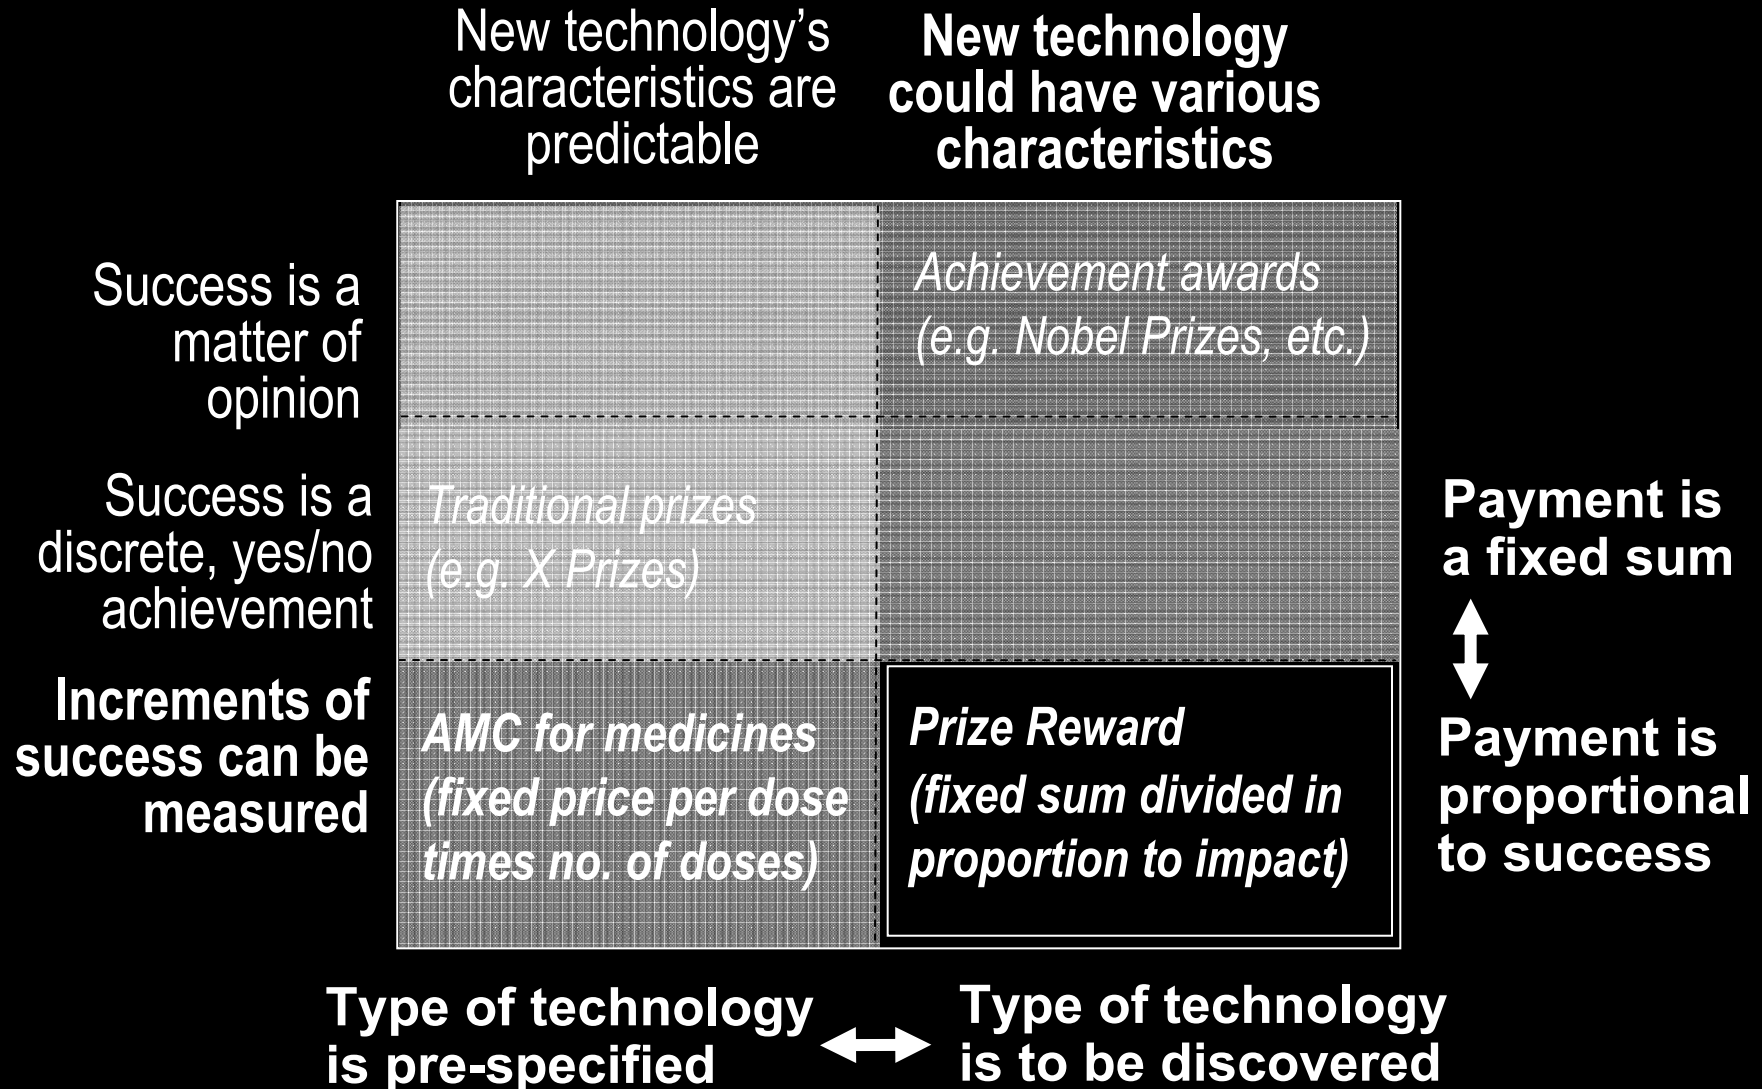 New technology’s
characteristics are
predictable
New technology
could have various
characteristics
Success is a
matter of
opinion
Achievement awards
(e.g. Nobel Prizes, etc.)
Success is a
discrete, yes/no
achievement
Traditional prizes
(e.g. X Prizes)
Payment is
a fixed sum
Increments of
success can be
measured
AMC for medicines
(fixed price per dose
times no. of doses)
Prize Reward
(fixed sum divided in
proportion to impact)
Payment is
proportional
to success
Type of technology
is pre-specified
Type of technology
is to be discovered